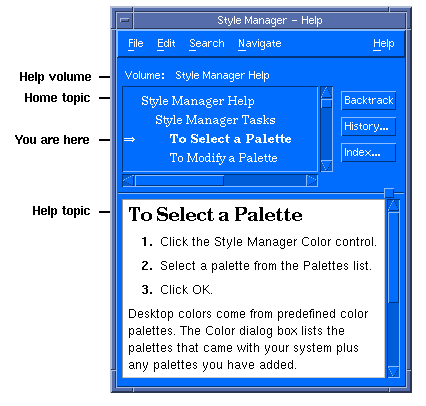 Style Manager - Help
File Edit Search Navigate Help
Help volume
Volume: Style Manager Help
Home topic
Style Manager Help
Backtrack
Style Manager Tasks
You are here
⇒ To Select a Palette
History...
To Modify a Palette
Index...
Help topic
To Select a Palette
1. Click the Style Manager Color control.
2. Select a palette from the Palettes list.
3. Click OK.
Desktop colors come from predefined color
palettes. The Color dialog box lists the
palettes that came with your system plus
any palettes you have added.